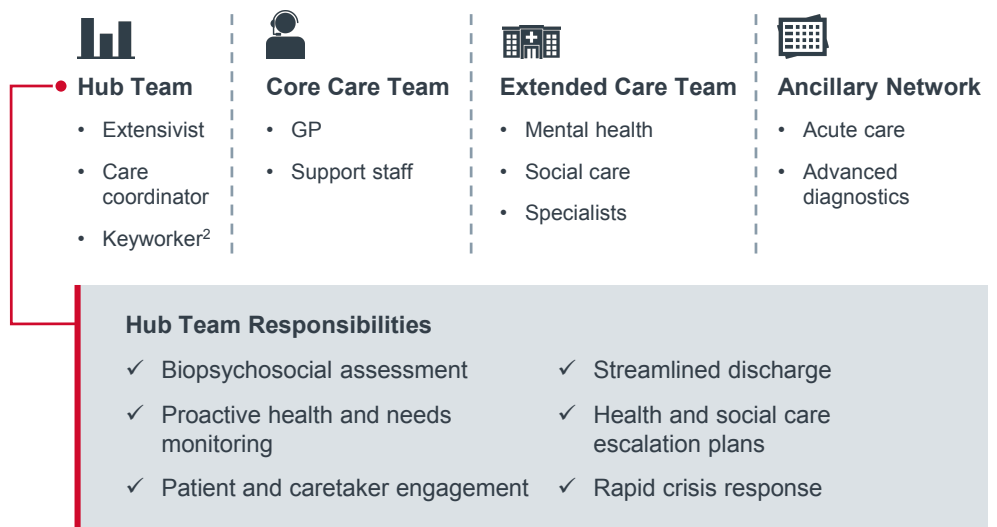 Hub Team
• Extensivist
• Care
coordinator
• Keyworker²
Core Care Team
• GP
• Support staff
Extended Care Team
• Mental health
• Social care
• Specialists
Ancillary Network
• Acute care
• Advanced
diagnostics
Hub Team Responsibilities
✓ Biopsychosocial assessment
✓ Proactive health and needs
monitoring
✓ Patient and caretaker engagement
✓ Streamlined discharge
✓ Health and social care
escalation plans
✓ Rapid crisis response